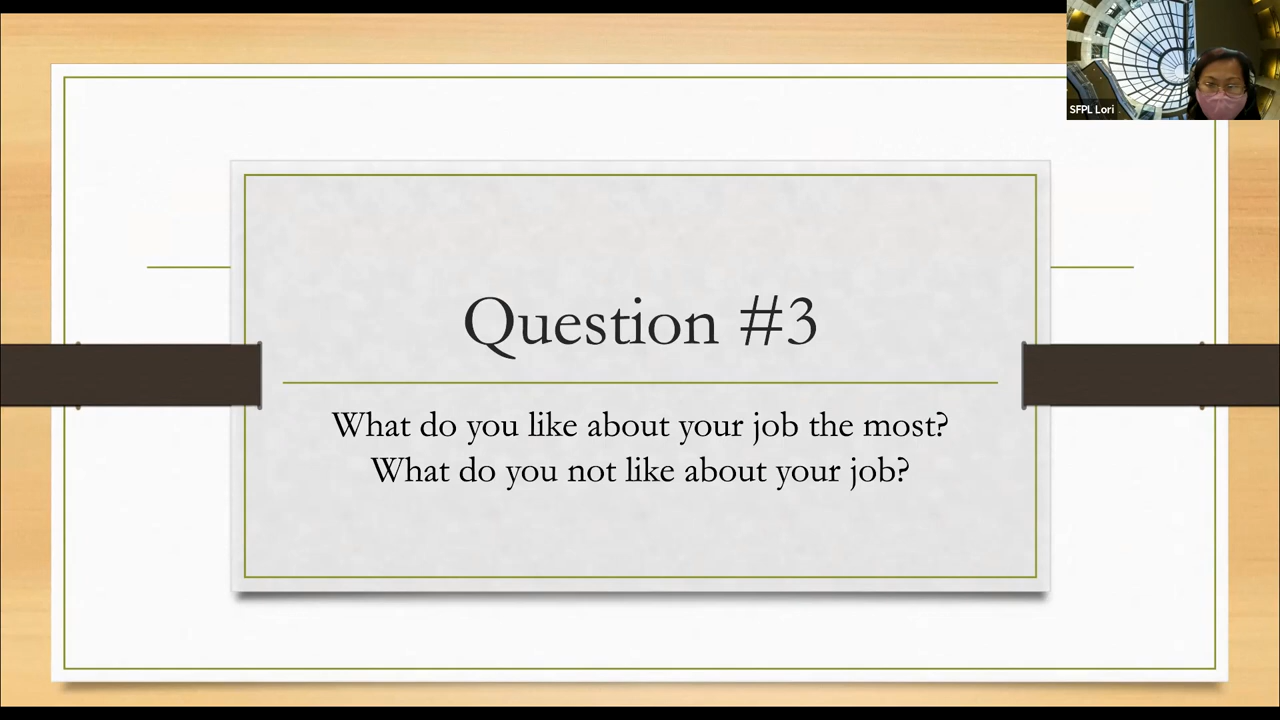 SFPL Lori
Question #3
What do you like about your job the most?
What do you not like about your job?